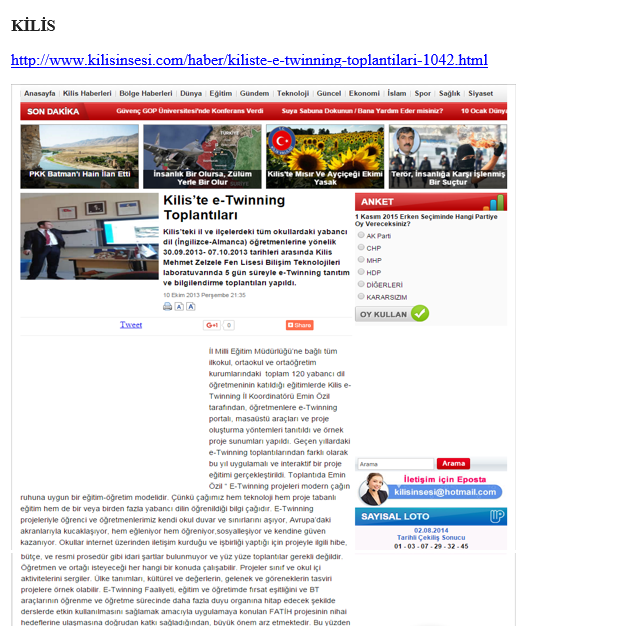 KİLİS
http://www.kilisinsesi.com/haber/kiliste-e-twinning-toplantilari-1042.html
Anasayfa Kilis Haberleri Bölge Haberleri Dünya Eğitim Gündem Teknoloji Güncel Ekonomi İslam Spor Sağlık Siyaset
SON DAKİKA Güvenç GOP Üniversitesi'nde Konferans Verdi Suya Sabuna Dokunun / Bana Yardım Eder misiniz? 10 Ocak Düny
PKK Batman'ı Hain İlan Etti
İnsanlık Bir Olursa, Zülüm
Yerle Bir Olur
Kilis'te Mısır Ve Ayçiçeği Ekimi
Yasak
Terör, İnsanlığa Karşı İşlenmiş
Bir Suçtur
Kilis'te e-Twinning
Toplantıları
Kilis'teki il ve ilçelerdeki tüm okullardaki yabancı
dil (İngilizce-Almanca) öğretmenlerine yönelik
30.09.2013- 07.10.2013 tarihleri arasında Kilis
Mehmet Zelzele Fen Lisesi Bilişim Teknolojileri
laboratuvarında 5 gün süreyle e-Twinning tanıtım
ve bilgilendirme toplantıları yapıldı.
10 Ekim 2013 Perşembe 21:35
A A
Tweet G+1 0 Share
ANKET
1 Kasım 2015 Erken Seçiminde Hangi Partiye
Oy Vereceksiniz?
AK Parti
CHP
MHP
HDP
DİĞERLERİ
KARARSIZIM
OY KULLAN
İl Milli Eğitim Müdürlüğü'ne bağlı tüm
ilkokul, ortaokul ve ortaöğretim
kurumlarındaki toplam 120 yabancı dil
öğretmeninin katıldığı eğitimlerde Kilis e-
Twinning İl Koordinatörü Emin Özil
tarafından, öğretmenlere e-Twinning
portalı, masaüstü araçları ve proje
oluşturma yöntemleri tanıtıldı ve örnek
proje sunumları yapıldı. Geçen yıllardaki
e-Twinning toplantılarından farklı olarak
bu yıl uygulamalı ve interaktif bir proje
eğitimi gerçekleştirildi. Toplantıda Emin
Özil " E-Twinning projeleri modern çağın
ruhuna uygun bir eğitim-öğretim modelidir. Çünkü çağımız hem teknoloji hem proje tabanlı
eğitim hem de bir veya birden fazla yabancı dilin öğrenildiği bilgi çağıdır. E-Twinning
projeleriyle öğrenci ve öğretmenlerimiz kendi okul duvar ve sınırlarını aşıyor, Avrupa'daki
akranlarıyla kucaklaşıyor, hem eğleniyor hem öğreniyor,sosyalleşiyor ve kendine güven
kazanıyor. Okullar internet üzerinden iletişim kurduğu ve işbirliği yaptığı için projeyle ilgili hibe,
bütçe, ve resmi prosedür gibi idari şartlar bulunmuyor ve yüz yüze toplantılar gerekli değildir.
Öğretmen ve ortağı isteyeceği her hangi bir konuda çalışabilir. Projeler sınıf ve okul içi
aktivitelerini sergiler. Ülke tanımları, kültürel ve değerlerin, gelenek ve göreneklerin tasviri
projelere örnek olabilir. E-Twinning Faaliyeti, eğitim ve öğretimde fırsat eşitliğini ve BT
araçlarının öğrenme ve öğretme sürecinde daha fazla duyu organına hitap edecek şekilde
derslerde etkin kullanılmasını sağlamak amacıyla uygulamaya konulan FATİH projesinin nihai
hedeflerine ulaşmasına doğrudan katkı sağladığından, büyük önem arz etmektedir. Bu yüzden
Arama Arama
İletişim için Eposta
kilisinsesi@hotmail.com
SAYISAL LOTO
02.08.2014
Tarihli Çekiliş Sonucu
01 - 03 - 07 - 29 - 32 - 45